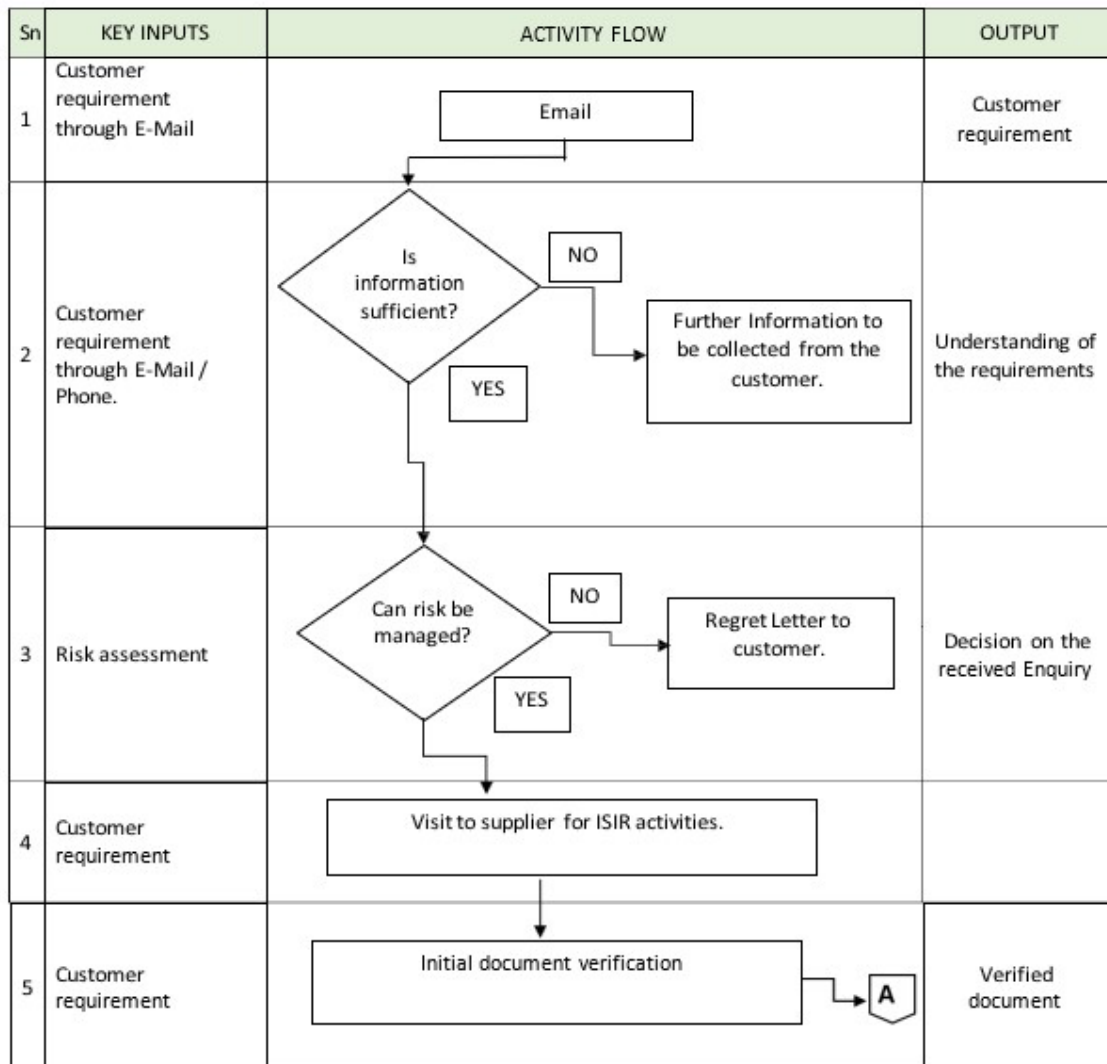 Sn KEY INPUTS ACTIVITY FLOW OUTPUT
1
Customer
requirement
through E-Mail
Email
Customer
requirement
2
Customer
requirement
through E-Mail /
Phone.
Is
information
sufficient?
NO
YES
Further Information to
be collected from the
customer.
Understanding of
the requirements
3
Risk assessment
Can risk be
managed?
NO
YES
Regret Letter to
customer.
Decision on the
received Enquiry
4
Customer
requirement
Visit to supplier for ISIR activities.
5
Customer
requirement
Initial document verification
A
Verified
document